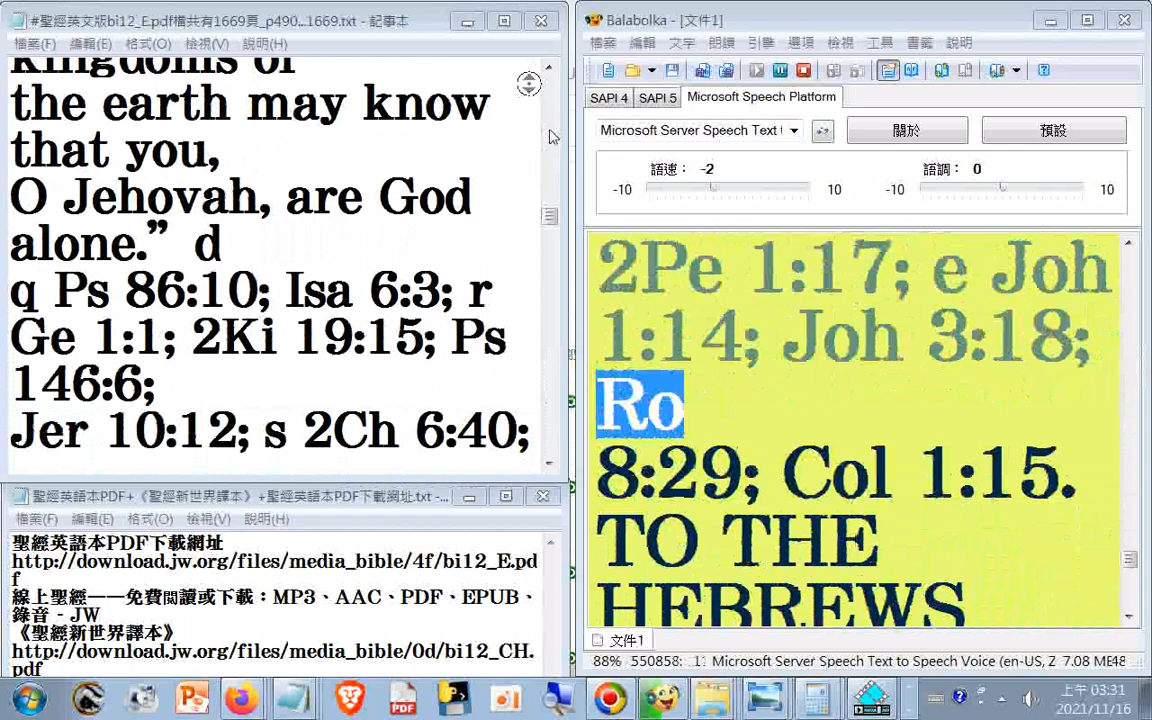 #聖經英文版bi12_E.pdf檔共有1669頁_p490...1669.txt - 記事本
檔案(F) 編輯(E) 格式(O) 檢視(V) 說明(H)
kingdoms of
the earth may know
that you,
O Jehovah, are God
alone.” d
q Ps 86:10; Isa 6:3; r
Ge 1:1; 2Ki 19:15; Ps
146:6;
Jer 10:12; s 2Ch 6:40;
聖經英語本PDF+《聖經新世界譯本》+聖經英語本PDF下載網址.txt -...
檔案(F) 編輯(E) 格式(O) 檢視(V) 說明(H)
聖經英語本PDF下載網址
http://download.jw.org/files/media_bible/4f/bi12_E.pd
f
線上聖經——免費閱讀或下載：MP3、AAC、PDF、EPUB、
錄音 - JW
《聖經新世界譯本》
http://download.jw.org/files/media_bible/0d/bi12_CH.
pdf
Balabolka - [文件1]
檔案 編輯 文字 朗讀 引擎 選項 檢視 工具 書籤 說明
SAPI 4 SAPI 5 Microsoft Speech Platform
Microsoft Server Speech Text 關於 預設
語速： -2 語調： 0
-10 10 -10 10
2Pe 1:17; e Joh
1:14; Joh 3:18;
Ro
8:29; Col 1:15.
TO THE
HEBREWS
文件1
88% 550858: Microsoft Server Speech Text to Speech Voice (en-US, Z 7.08 ME48
上午 03:31
2021/11/16